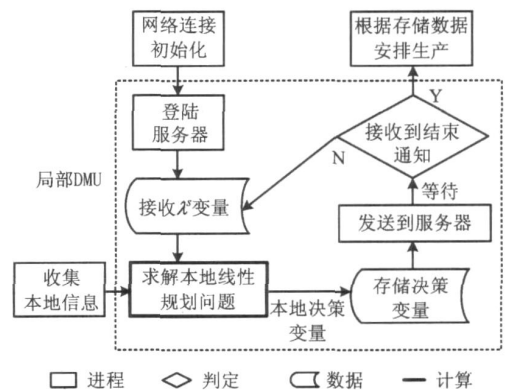 网络连接
初始化
根据存储数据
安排生产
登陆
服务器
Y
接收到结束
通知
N
局部DMU
接收λˢ变量
等待
发送到服务器
收集
本地信息
求解本地线性
规划问题
本地决策
变量
存储决策
变量
进程
判定
数据
计算